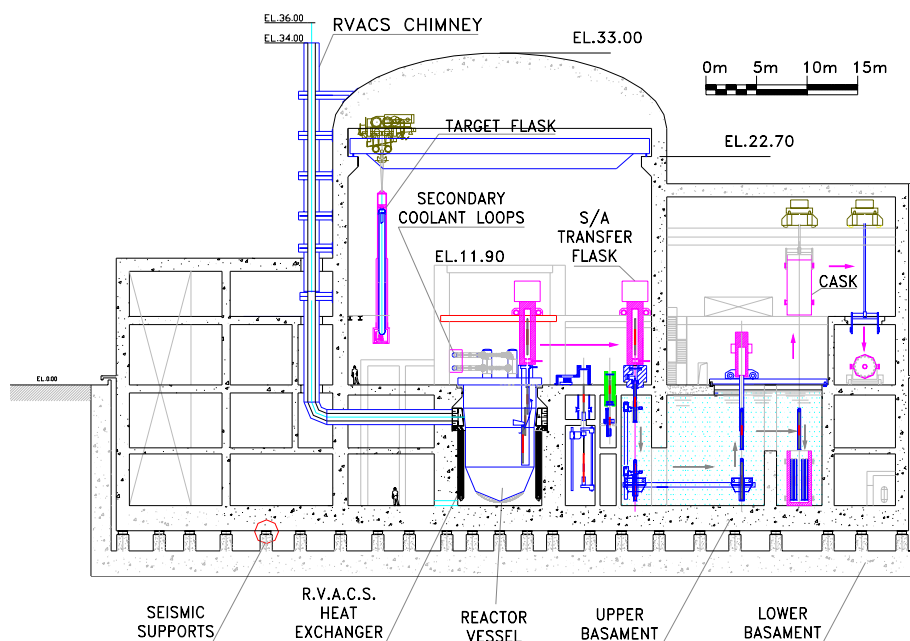 EL.36.00
RVACS CHIMNEY
EL.34.00
EL.33.00
0m 5m 10m 15m
TARGET FLASK
EL.22.70
SECONDARY
COOLANT LOOPS
S/A
TRANSFER
FLASK
EL.11.90
CASK
EL.0.00
SEISMIC
SUPPORTS
R.V.A.C.S.
HEAT
EXCHANGER
REACTOR
VESSEL
UPPER
BASAMENT
LOWER
BASAMENT